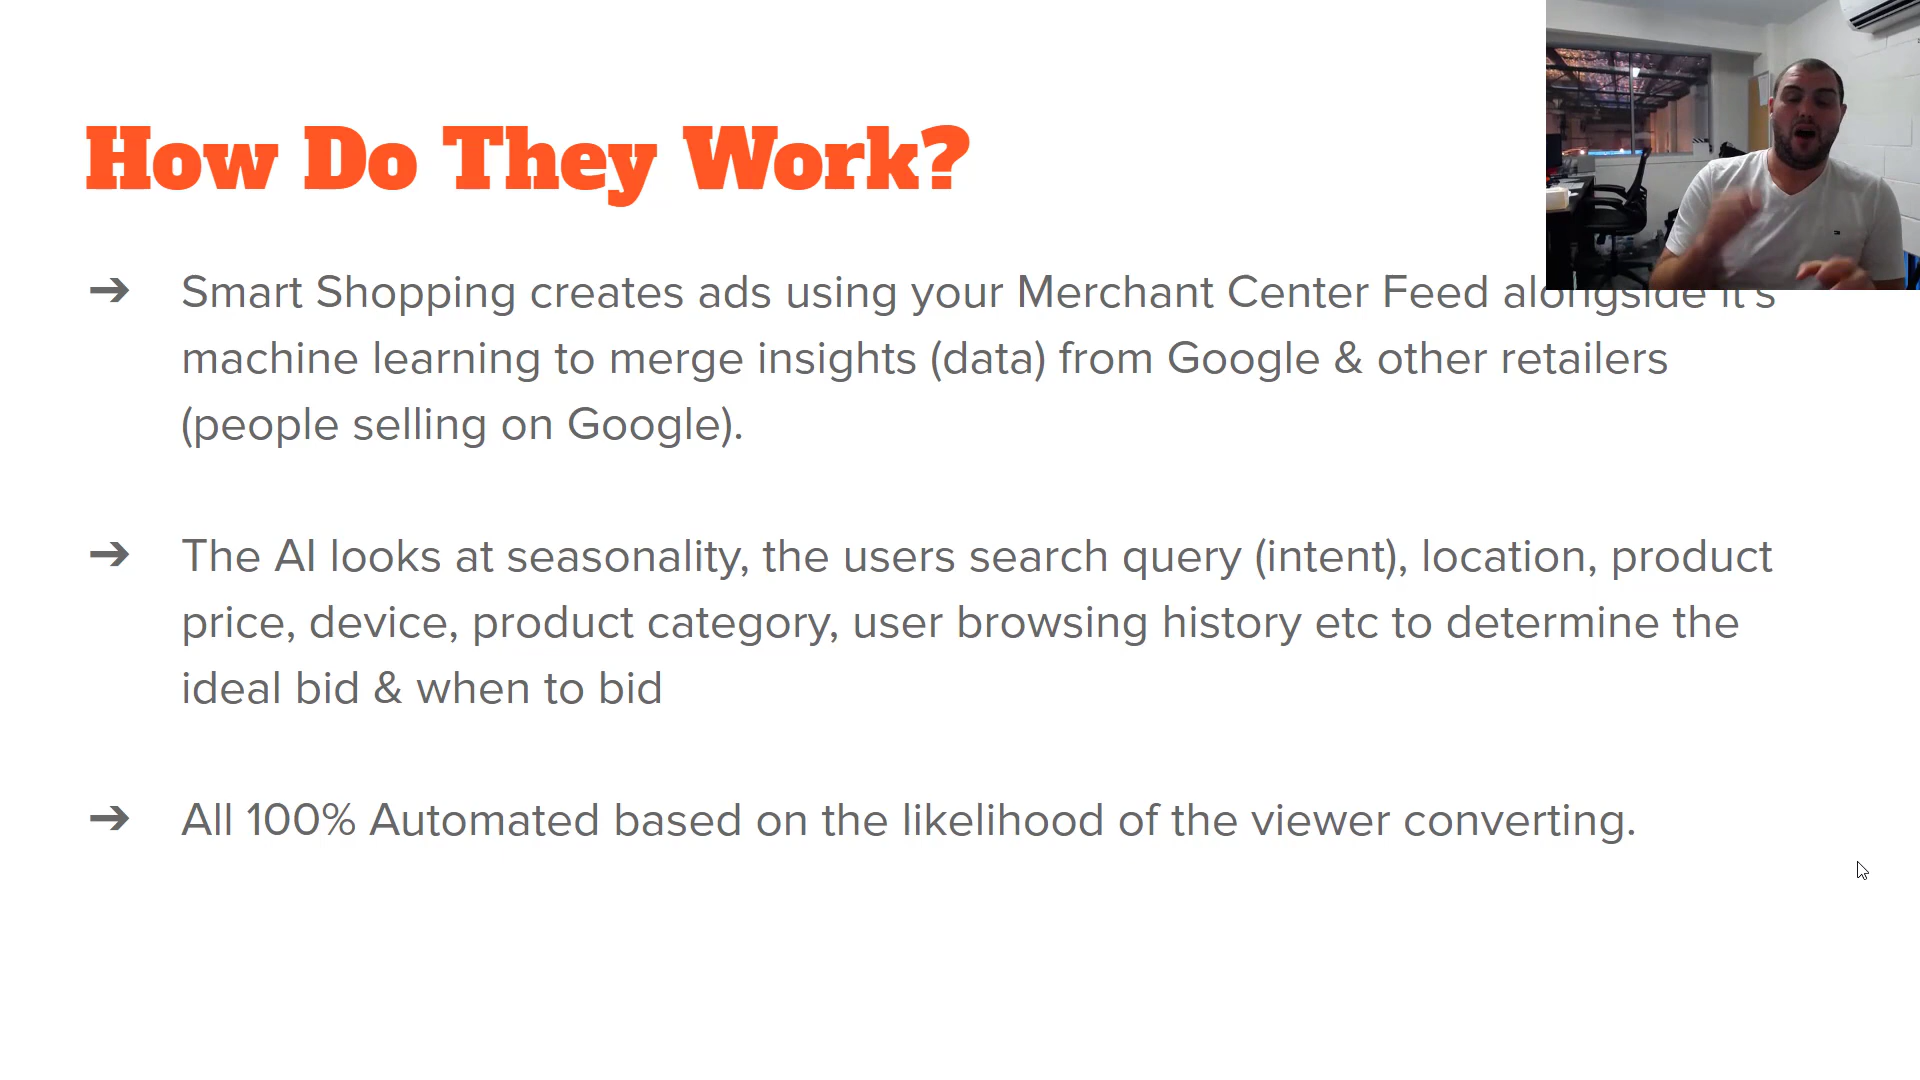 How Do They Work?
➔ Smart Shopping creates ads using your Merchant Center Feed alongside it's
machine learning to merge insights (data) from Google & other retailers
(people selling on Google).
➔ The AI looks at seasonality, the users search query (intent), location, product
price, device, product category, user browsing history etc to determine the
ideal bid & when to bid
➔ All 100% Automated based on the likelihood of the viewer converting.